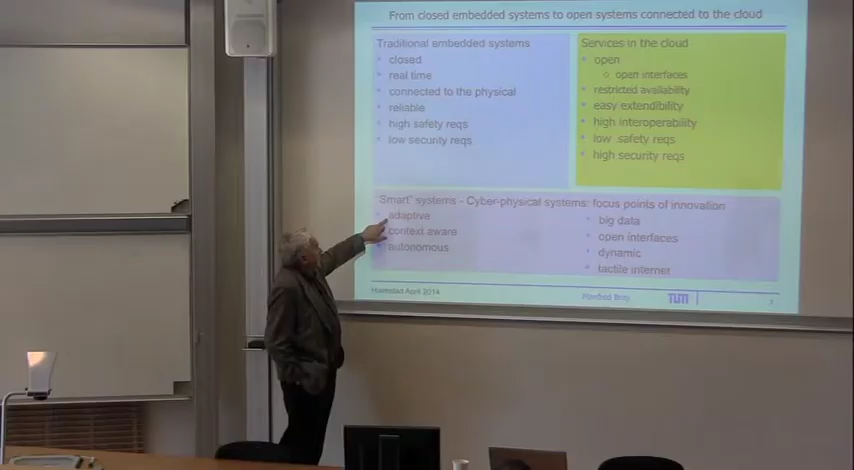 From closed embedded systems to open systems connected to the cloud
Traditional embedded systems
closed
real time
connected to the physical
reliable
high safety reqs
low security reqs
Services in the cloud
open
open interfaces
restricted availability
easy extendibility
high interoperability
low safety reqs
high security reqs
Smart* systems - Cyber-physical systems: focus points of innovation
adaptive
context aware
autonomous
big data
open interfaces
dynamic
tactile internet
April 2014
Manfred Broy
TUM